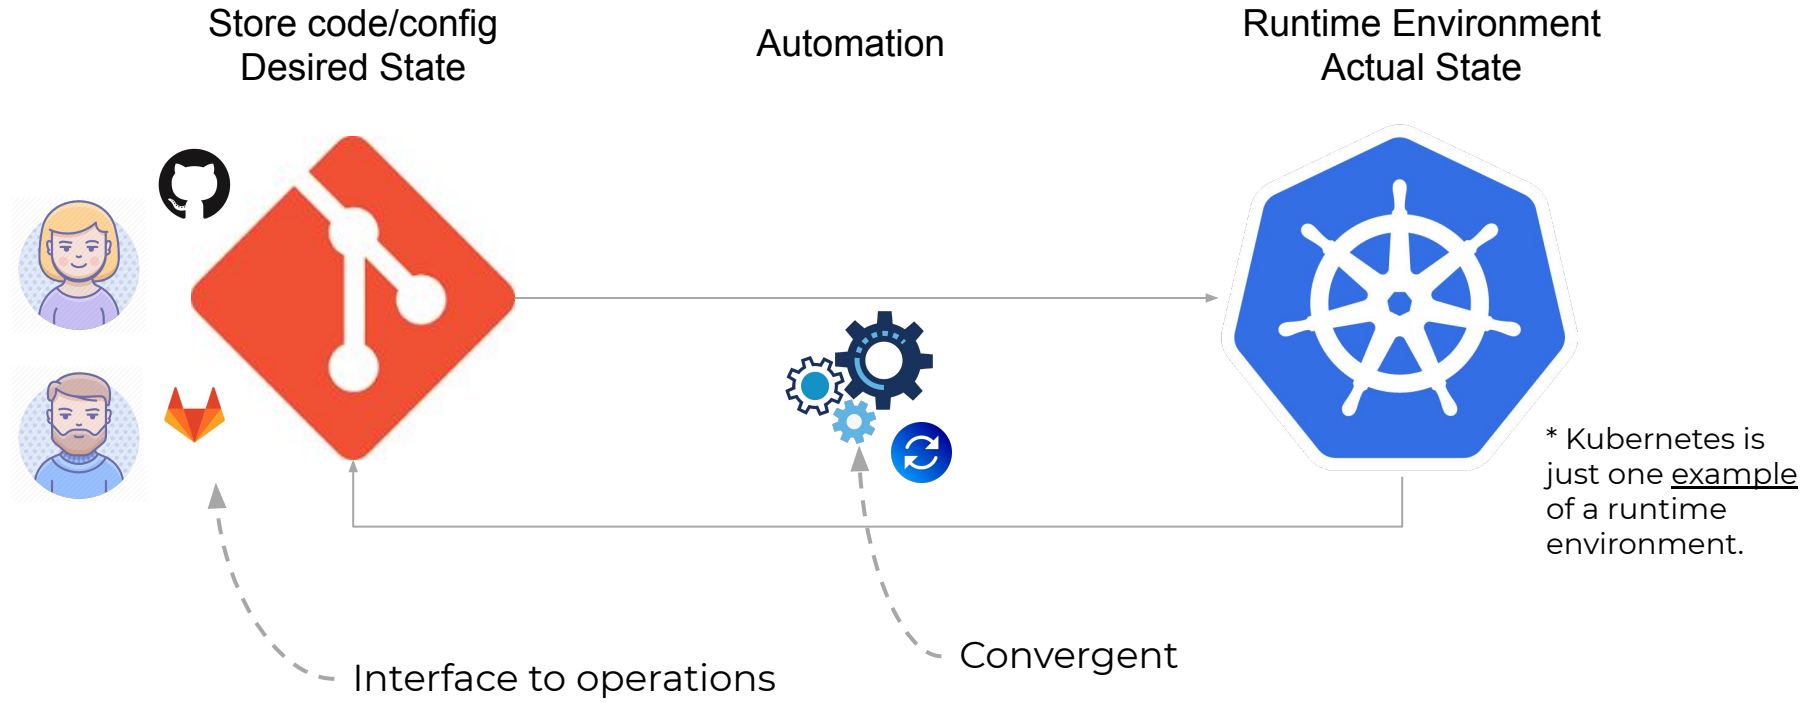 Store code/config
Desired State
Automation
Runtime Environment
Actual State
* Kubernetes is
just one example
of a runtime
environment.
Convergent
Interface to operations